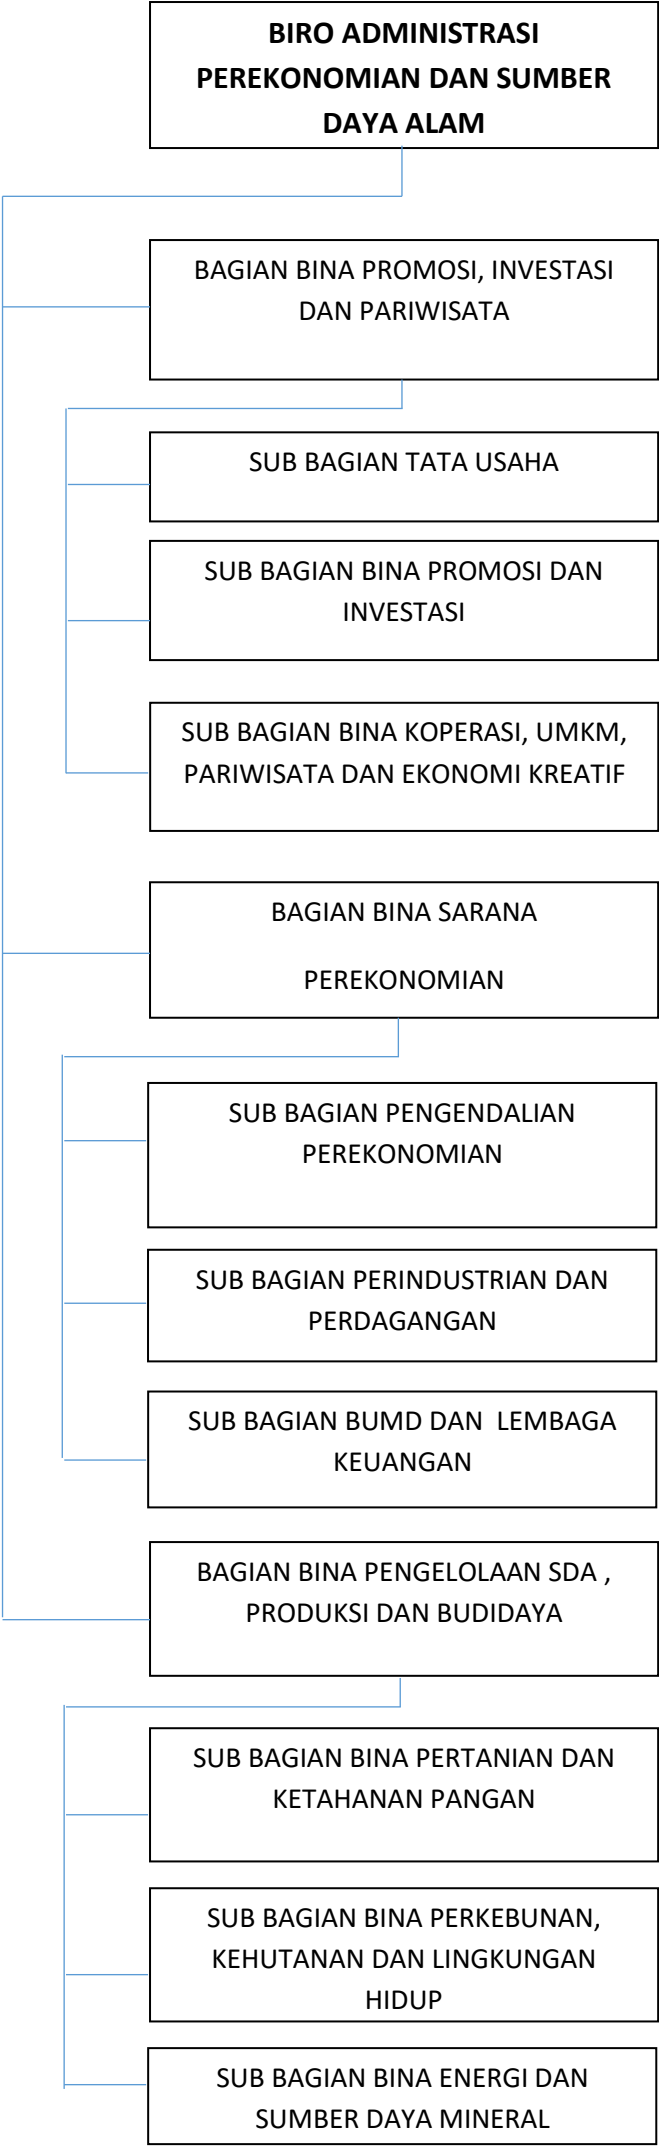 BIRO ADMINISTRASI
PEREKONOMIAN DAN SUMBER
DAYA ALAM
BAGIAN BINA PROMOSI, INVESTASI
DAN PARIWISATA
SUB BAGIAN TATA USAHA
SUB BAGIAN BINA PROMOSI DAN
INVESTASI
SUB BAGIAN BINA KOPERASI, UMKM,
PARIWISATA DAN EKONOMI KREATIF
BAGIAN BINA SARANA
PEREKONOMIAN
SUB BAGIAN PENGENDALIAN
PEREKONOMIAN
SUB BAGIAN PERINDUSTRIAN DAN
PERDAGANGAN
SUB BAGIAN BUMD DAN  LEMBAGA
KEUANGAN
BAGIAN BINA PENGELOLAAN SDA ,
PRODUKSI DAN BUDIDAYA
SUB BAGIAN BINA PERTANIAN DAN
KETAHANAN PANGAN
SUB BAGIAN BINA PERKEBUNAN,
KEHUTANAN DAN LINGKUNGAN
HIDUP
SUB BAGIAN BINA ENERGI DAN
SUMBER DAYA MINERAL